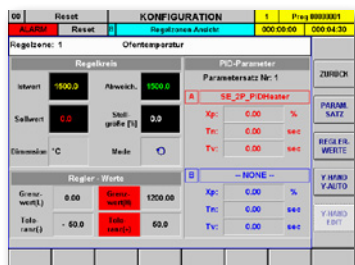 00 Reset KONFIGURATION 1 Prog 00000001
ALARM Reset Regelzonen-Ansicht 000:00:00 000:04:30
Regelzone: 1 Ofentemperatur
Regelkreis PID-Parameter
Parametersatz Nr: 1 ZURÜCK
Istwert 1500.0 Abweich. 1500.0
A SE_2P_PIDHeater
PARAM. SATZ
Sollwert 0.0 Stell-größe [%] 0.0
Xp: 0.00 %
Tn: 0.00 sec
REGLER-WERTE
Dimension °C Mode
Tv: 0.00 sec
Regler - Werte B -- NONE --
Y-HAND
Y-AUTO
Grenz-wert(L) 0.00 Grenz-wert(H) 1200.00
Xp: 0.00 %
Tn: 0.00 sec
Y-HAND
EDIT
Tole-ranz(-) - 50.0 Tole-ranz(+) 50.0
Tv: 0.00 sec